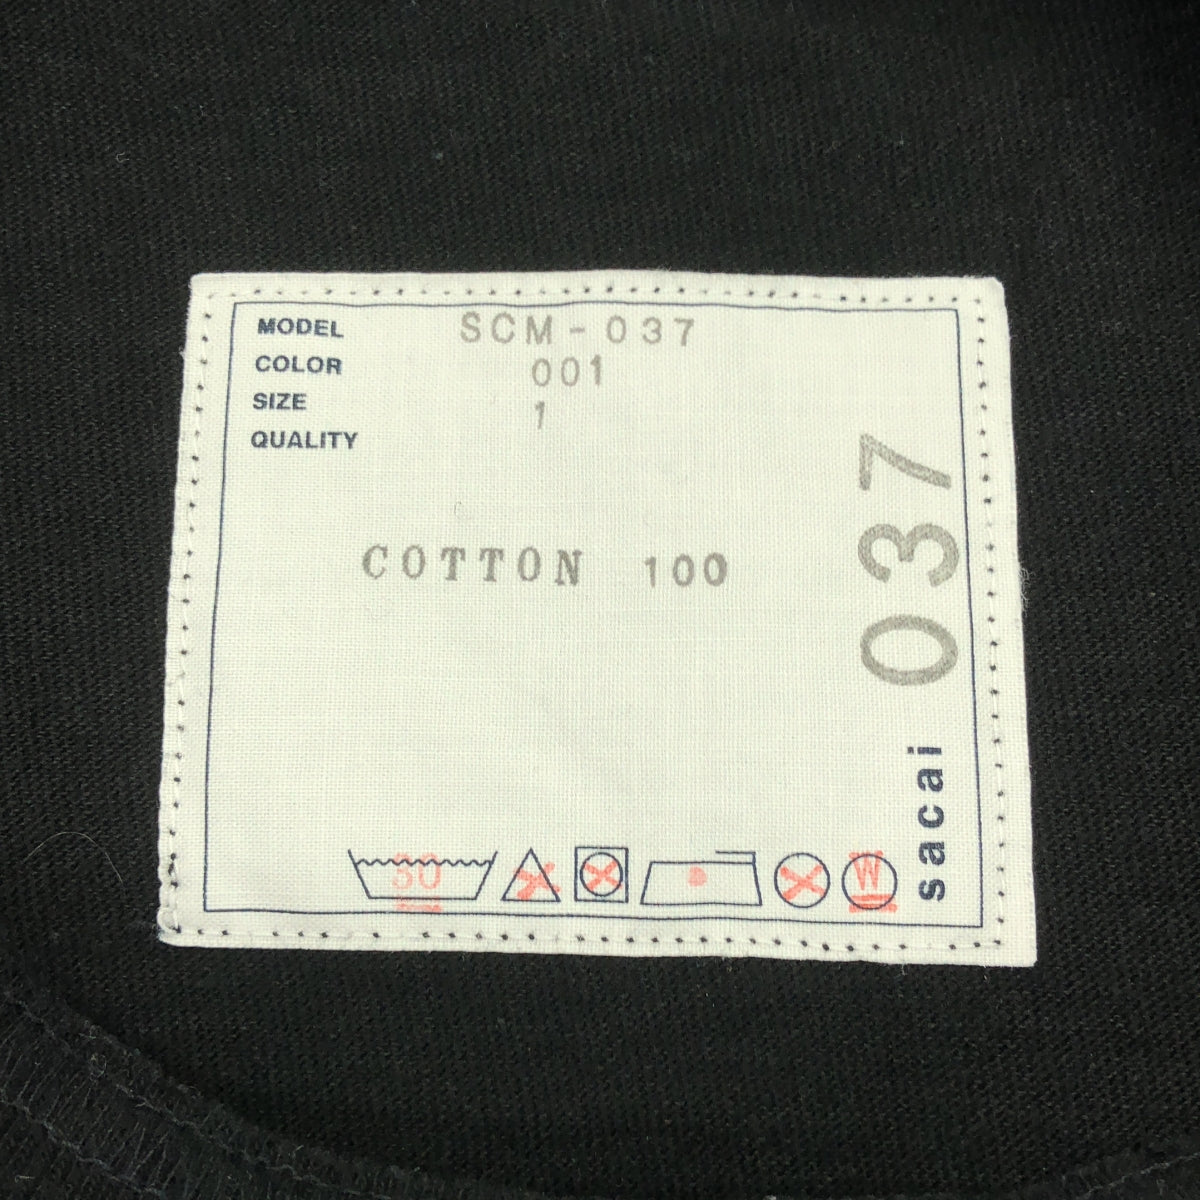 MODEL SCM-037
COLOR 001
SIZE 1
QUALITY
COTTON 100
30
W
sacai 037